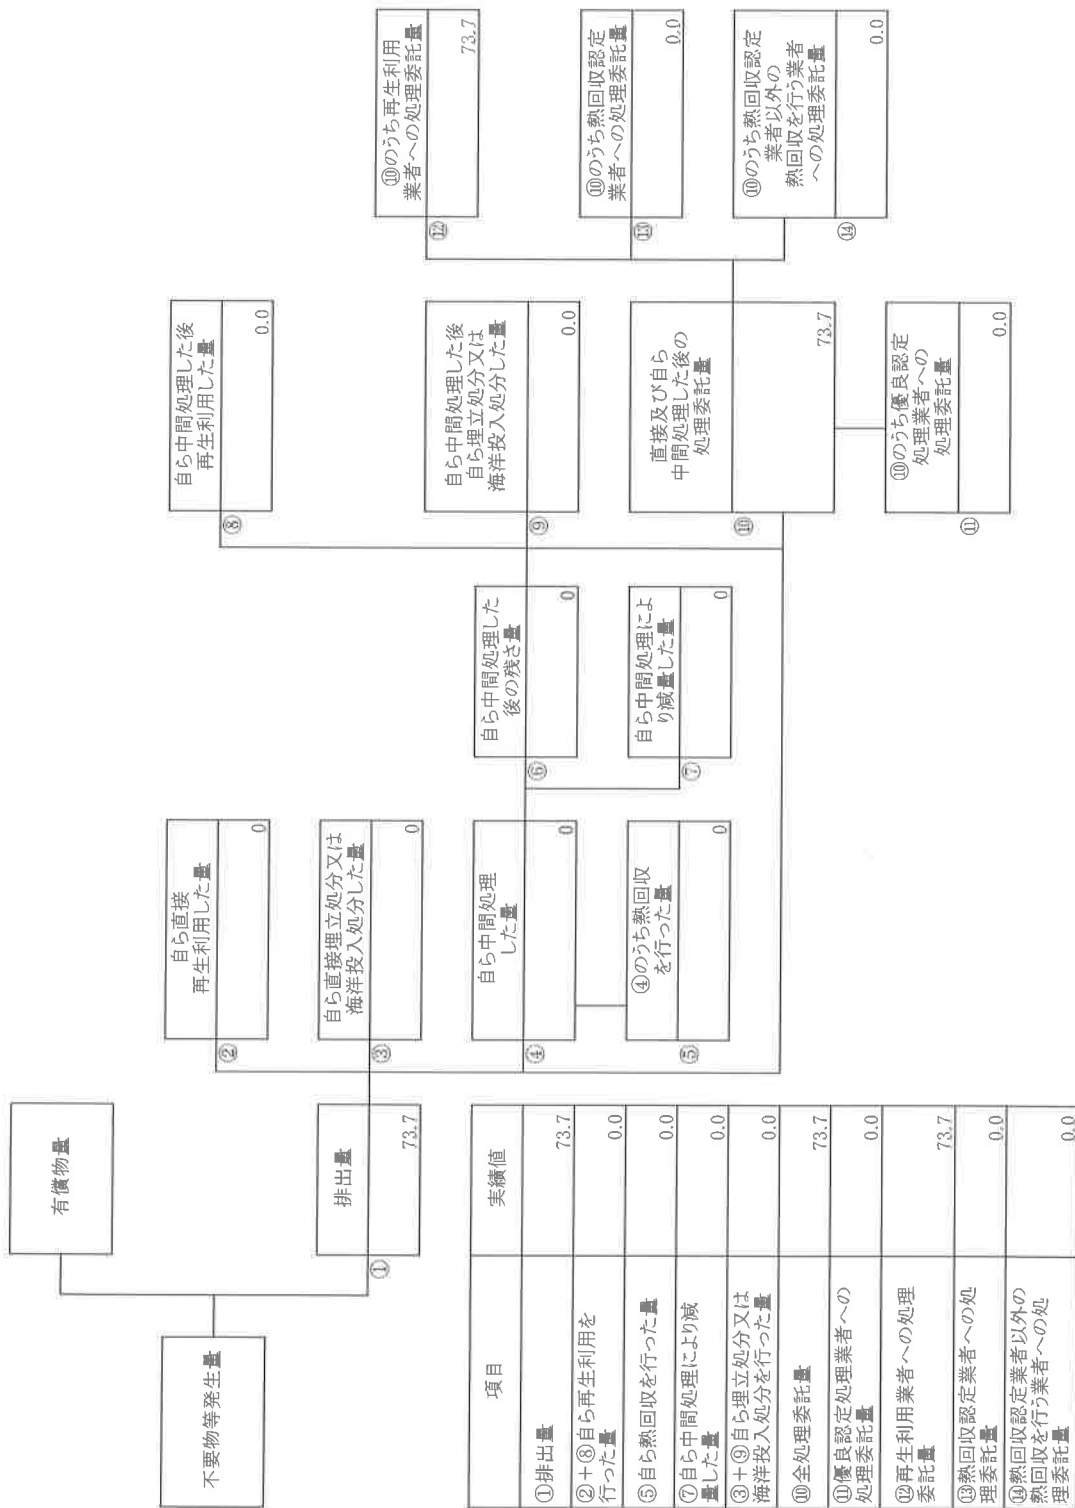 不要物等発生量
有償物量
①
排出量
73.7
②
自ら直接
再生利用した量
0
③
自ら直接埋立処分又は
海洋投入処分した量
0
④
自ら中間処理
した量
0
⑤
④のうち熱回収
を行った量
0
⑥
自ら中間処理した
後の残さ量
0
⑦
自ら中間処理によ
り減量した量
0
⑧
自ら中間処理した後
再生利用した量
0.0
⑨
自ら中間処理した後
自ら埋立処分又は
海洋投入処分した量
0.0
⑩
直接及び自ら
中間処理した後の
処理委託量
73.7
⑪
⑩のうち優良認定
処理業者への
処理委託量
0.0
⑫
⑩のうち再生利用
業者への処理委託量
73.7
⑬
⑩のうち熱回収認定
業者への処理委託量
0.0
⑭
⑩のうち熱回収認定
業者以外の
熱回収を行う業者
への処理委託量
0.0
項目 実績値
①排出量 73.7
②+⑧自ら再生利用を
行った量 0.0
⑤自ら熱回収を行った量 0.0
⑦自ら中間処理により減
量した量 0.0
③+⑨自ら埋立処分又は
海洋投入処分を行った量 0.0
⑩全処理委託量 73.7
⑪優良認定処理業者への
処理委託量 0.0
⑫再生利用業者への処理
委託量 73.7
⑬熱回収認定業者への処
理委託量 0.0
⑭熱回収認定業者以外の
熱回収を行う業者への処
理委託量 0.0